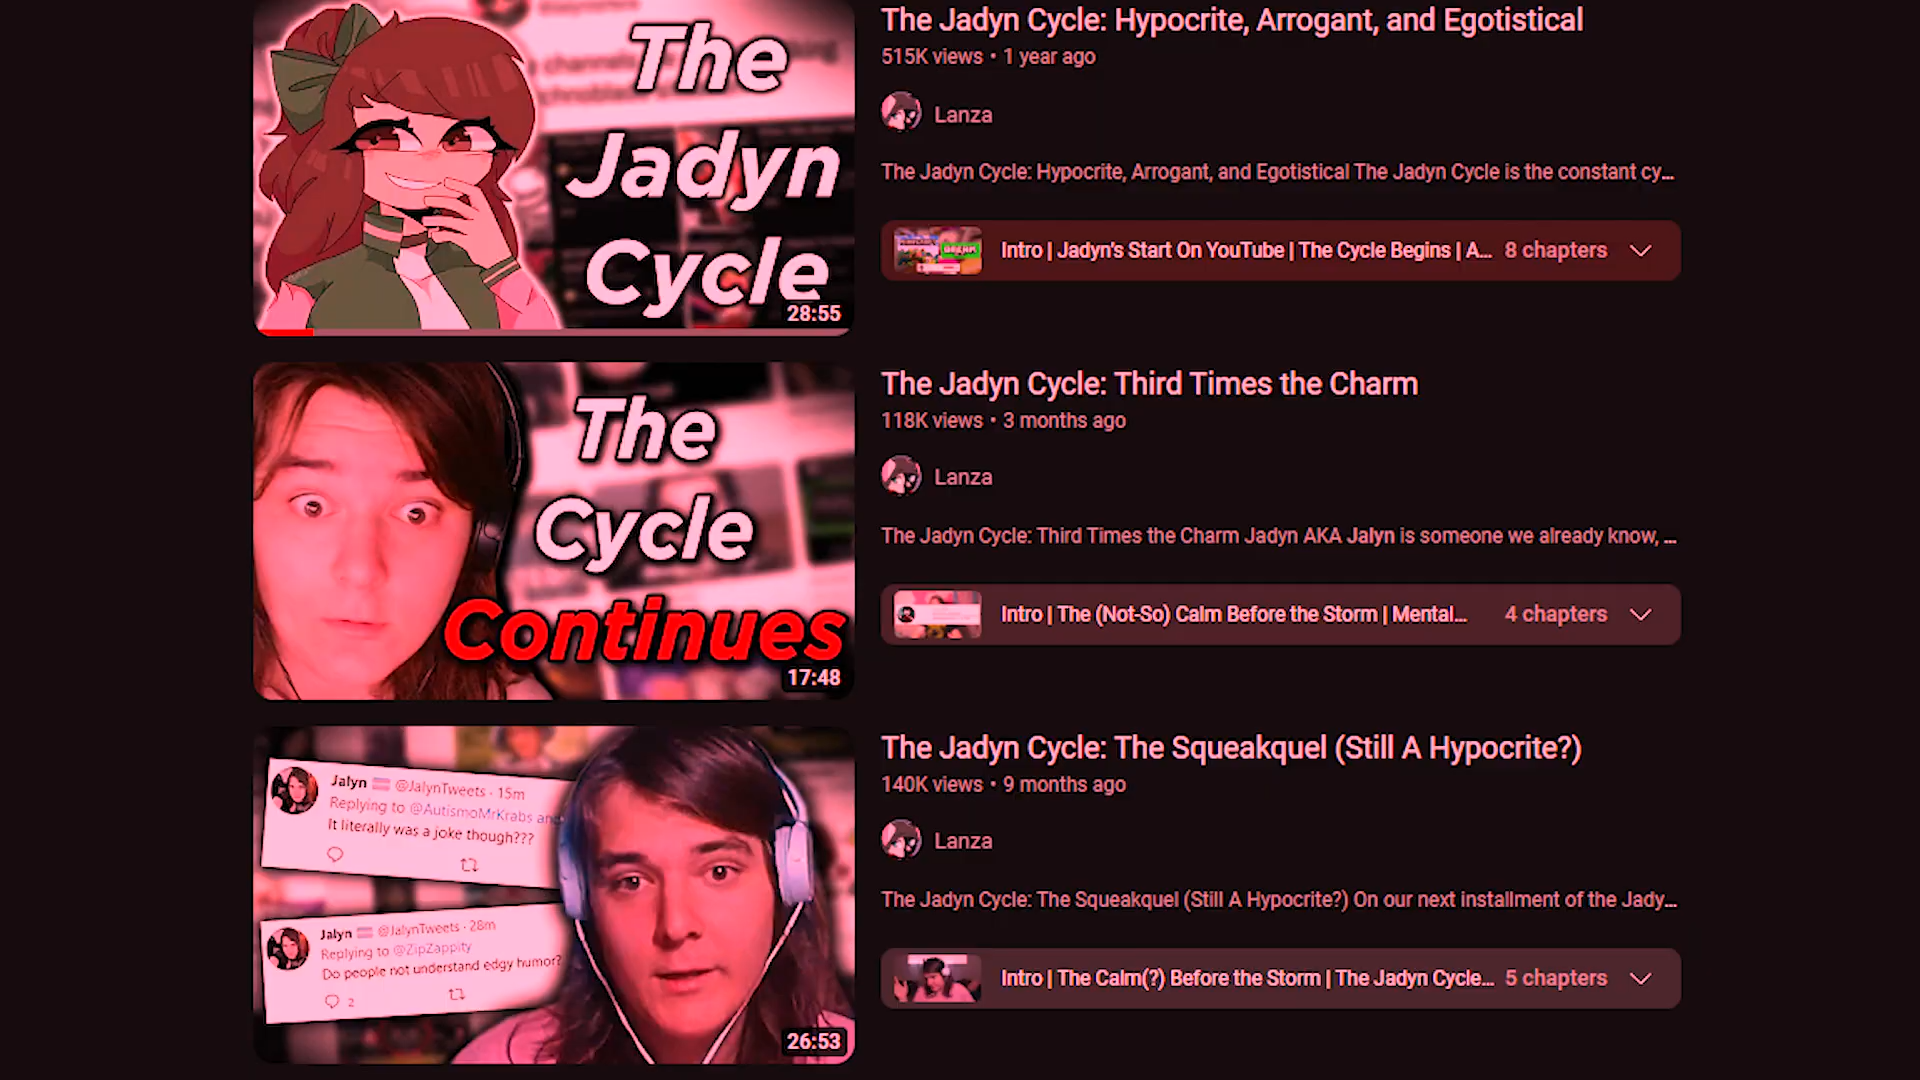 The
Jadyn
Cycle
28:55
The Jadyn Cycle: Hypocrite, Arrogant, and Egotistical
515K views • 1 year ago
Lanza
The Jadyn Cycle: Hypocrite, Arrogant, and Egotistical The Jadyn Cycle is the constant cy...
Intro | Jadyn's Start On YouTube | The Cycle Begins | A... 8 chapters
The
Cycle
Continues
17:48
The Jadyn Cycle: Third Times the Charm
118K views • 3 months ago
Lanza
The Jadyn Cycle: Third Times the Charm Jadyn AKA Jalyn is someone we already know, ...
Intro | The (Not-So) Calm Before the Storm | Mental... 4 chapters
Jalyn @JalynTweets · 15m
Replying to @AutismoMrKrabs and
It literally was a joke though???
Jalyn @JalynTweets · 28m
Replying to @ZipZappity
Do people not understand edgy humor?
2
26:53
The Jadyn Cycle: The Squeakquel (Still A Hypocrite?)
140K views • 9 months ago
Lanza
The Jadyn Cycle: The Squeakquel (Still A Hypocrite?) On our next installment of the Jady...
Intro | The Calm(?) Before the Storm | The Jadyn Cycle... 5 chapters